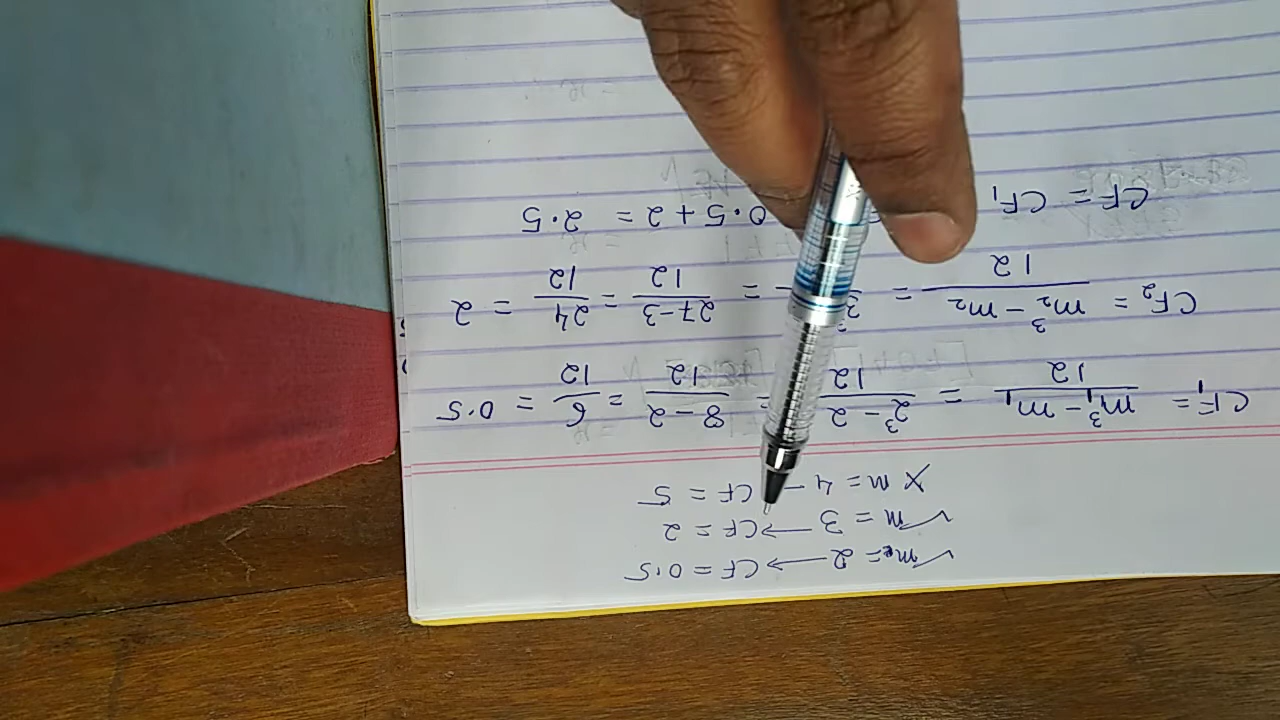 ✓ m = 2 → CF = 0.5
✓ m = 3 → CF = 2
✗ m = 4 – CF = 5
CF₁ = m₁³ – m₁ / 12 = 2³ – 2 / 12 = 8 – 2 / 12 = 6 / 12 = 0.5
CF₂ = m₂³ – m₂ / 12 = 3 = 27 – 3 / 12 = 24 / 12 = 2
CF = CF₁ 0.5 + 2 = 2.5